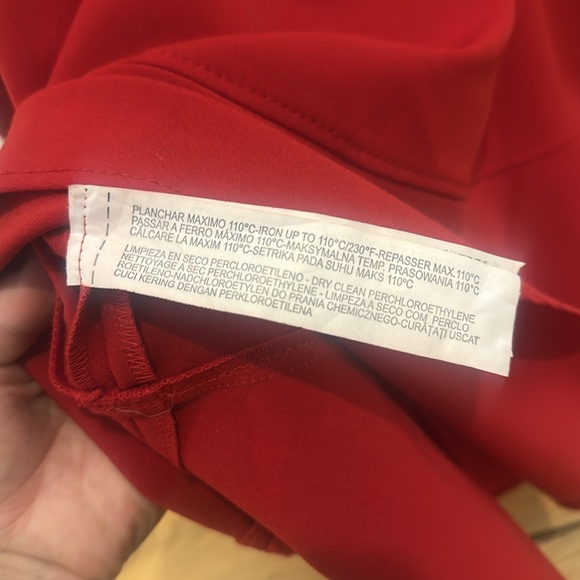 PLANCHAR MAXIMO 110°C-IRON UP TO 110°C/230°F-REPASSER MAX.110°C
PASSAR A FERRO MÁXIMO 110°C-MAKSYMALNA TEMP. PRASOWANIA 110°C
CĂLCARE LA MAXIM 110°C-SETRIKA PADA SUHU MAKS 110°C
LIMPIEZA EN SECO PERCLOROETILENO - DRY CLEAN PERCHLOROETHYLENE
NETTOYAGE A SEC PERCHLOROETHYLENE - LIMPEZA A SECO COM PERCLO
ROETILENO-NADCHLOROETYLEN DO PRANIA CHEMICZNEGO-CURĂȚAȚI USCAT
CUCI KERING DENGAN PERKLOROETILENA